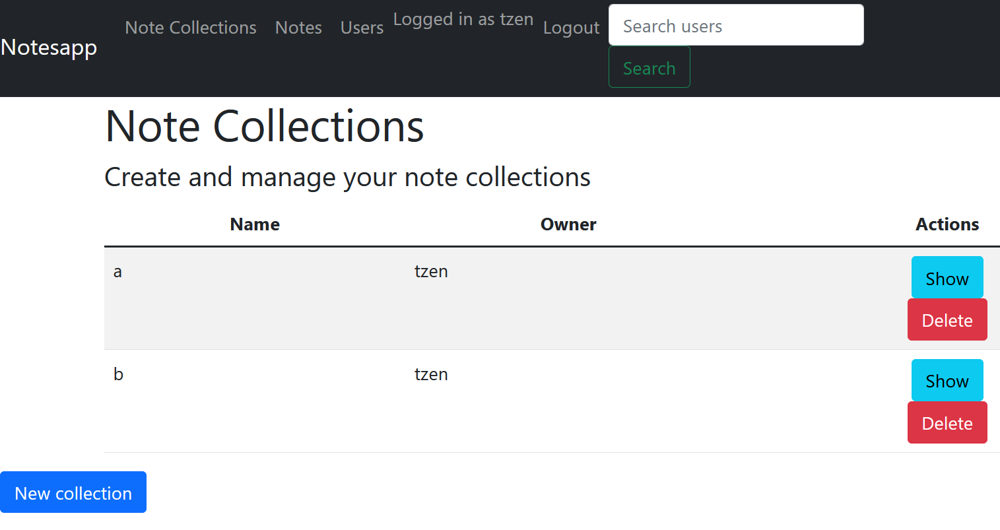 Notesapp Note Collections Notes Users Logged in as tzen Logout Search users
Search
Note Collections
Create and manage your note collections
Name Owner Actions
a tzen Show
Delete
b tzen Show
Delete
New collection